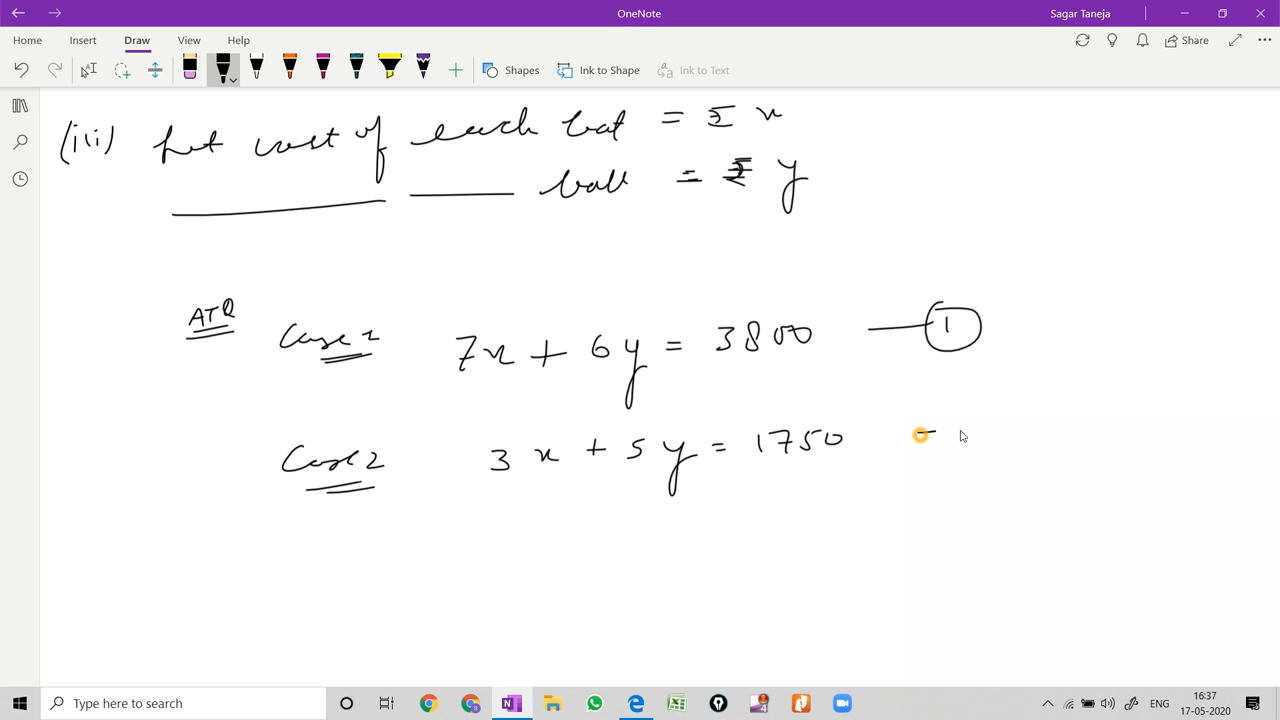 OneNote
Sagar Taneja
Home Insert Draw View Help
Share
Shapes
Ink to Shape
Ink to Text
(iii) Let cost of each bat = ₹ x
ball = ₹ y
ATQ
Case 1 7x + 6y = 3800 — 1
Case 2 3x + 5y = 1750 —
Type here to search
ENG
16:37
17-05-2020